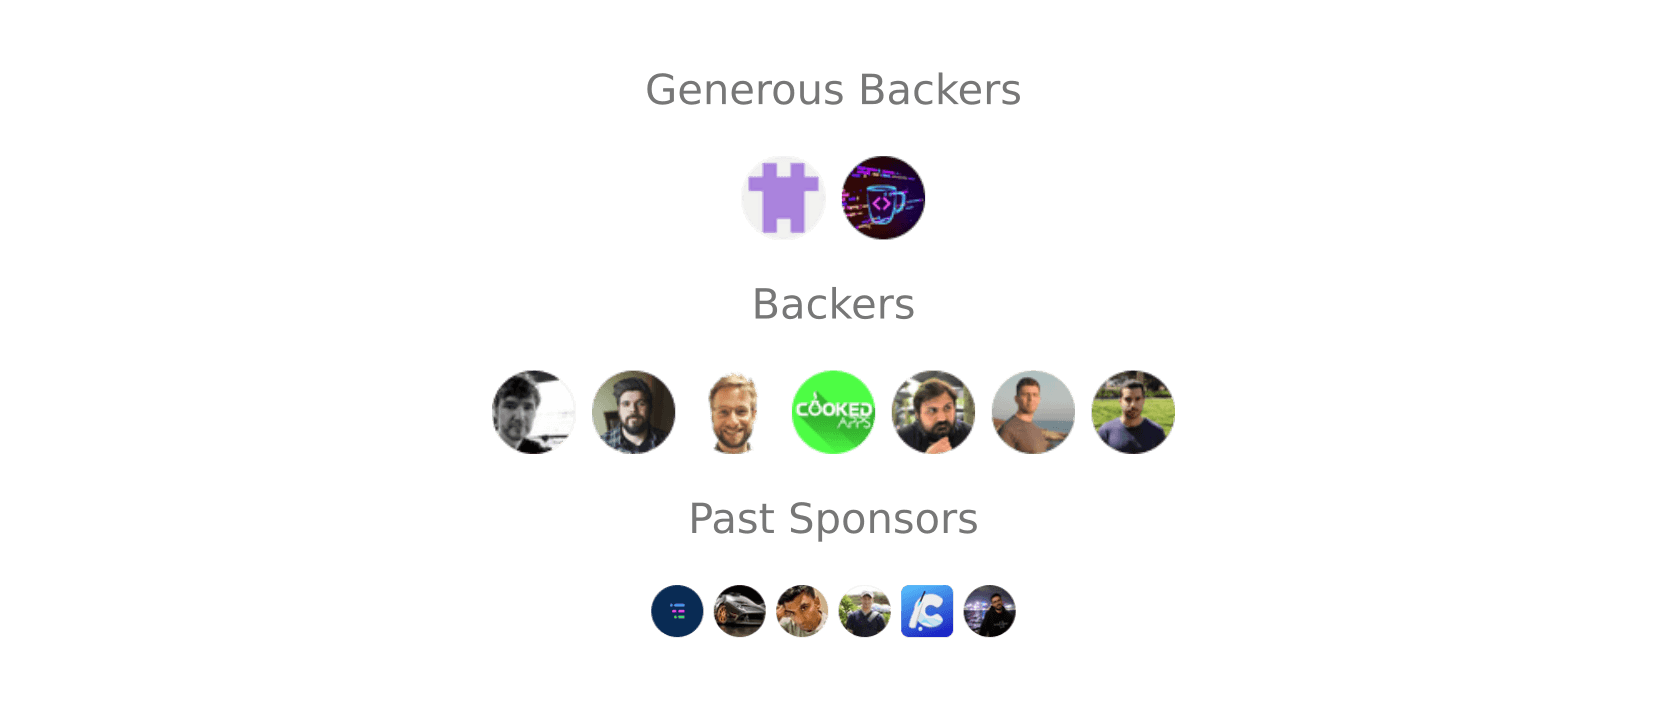 Generous Backers
<>
Backers
COOKED
APPS
Past Sponsors
C